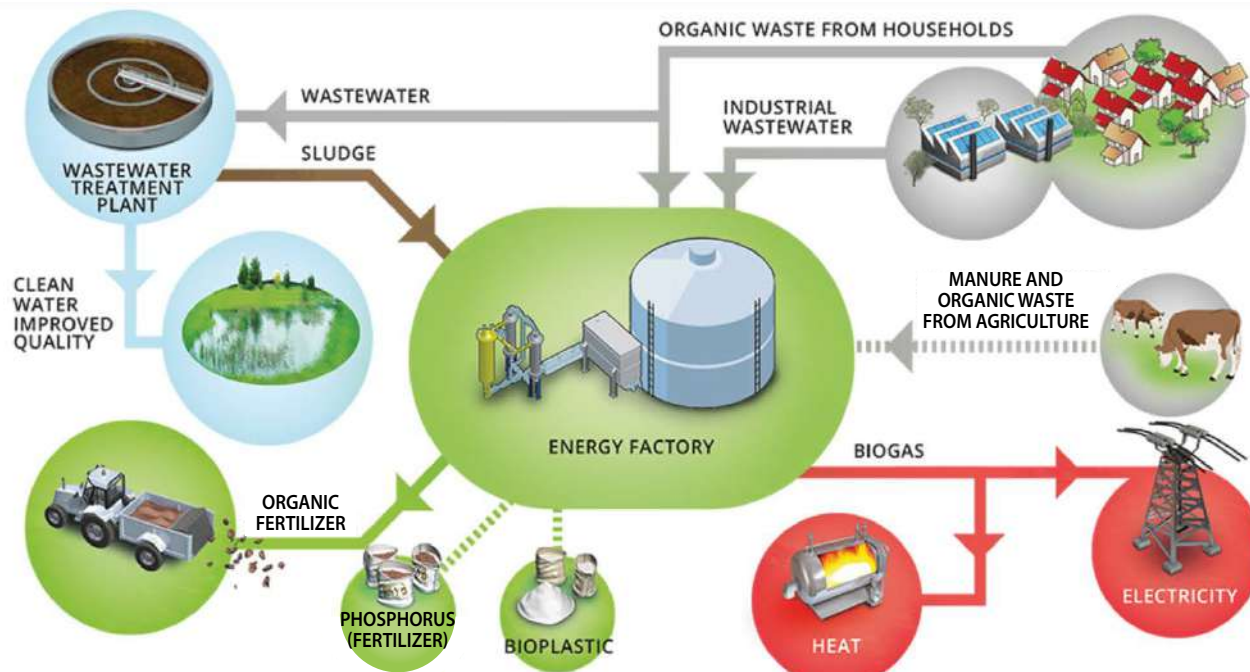 ORGANIC WASTE FROM HOUSEHOLDS
WASTEWATER
INDUSTRIAL
WASTEWATER
SLUDGE
WASTEWATER
TREATMENT
PLANT
CLEAN
WATER
IMPROVED
QUALITY
MANURE AND
ORGANIC WASTE
FROM AGRICULTURE
ENERGY FACTORY
BIOGAS
ORGANIC
FERTILIZER
PHOSPHORUS
(FERTILIZER)
BIOPLASTIC
HEAT
ELECTRICITY